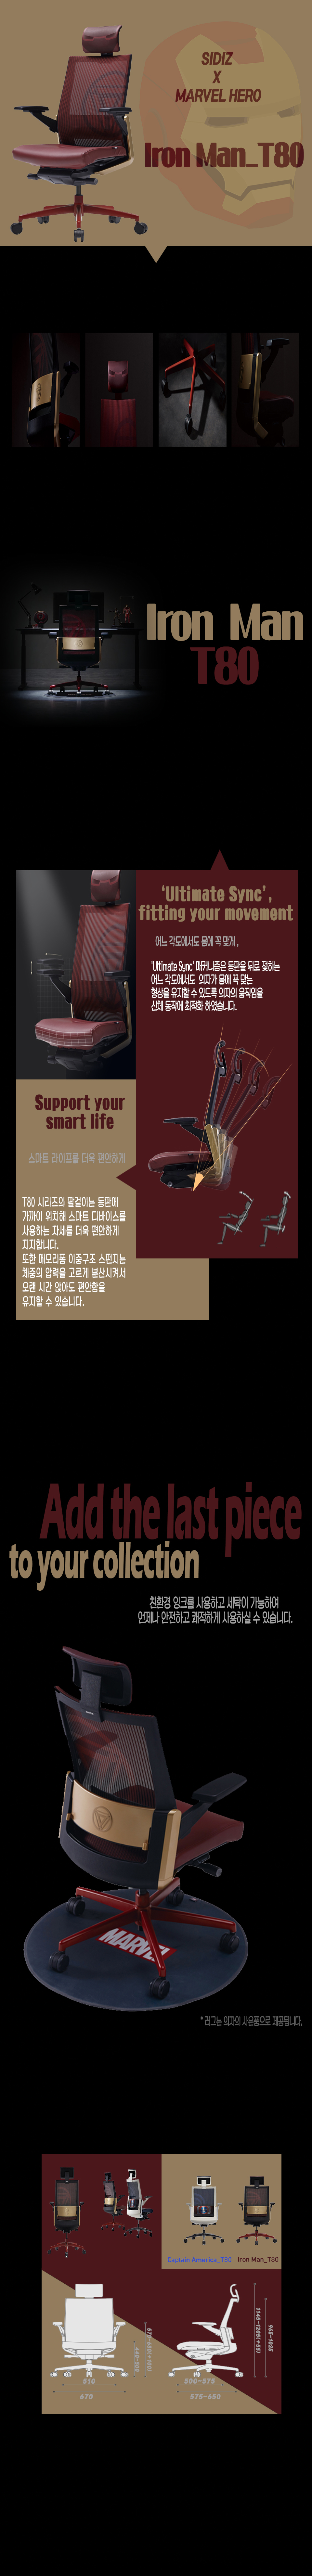 SIDIZ
X
MARVEL HERO
Iron Man_T80
Iron Man
T80
'Ultimate Sync',
fitting your movement
어느 각도에서도 몸에 꼭 맞게 ,
'Ultimate Sync' 매커니즘은 등판을 뒤로 젖히는
어느 각도에서도 의자가 몸에 꼭 맞는
형상을 유지할 수 있도록 의자의 움직임을
신체 동작에 최적화 하였습니다.
Support your
smart life
스마트 라이프를 더욱 편안하게
T80 시리즈의 팔걸이는 등판에
가까이 위치해 스마트 디바이스를
사용하는 자세를 더욱 편안하게
지지합니다.
또한 메모리폼 이중구조 스펀지는
체중의 압력을 고르게 분산시켜서
오랜 시간 앉아도 편안함을
유지할 수 있습니다.
Add the last piece
to your collection
친환경 잉크를 사용하고 세탁이 가능하여
언제나 안전하고 쾌적하게 사용하실 수 있습니다.
MARVEL
* 러그는 의자의 사은품으로 제공됩니다.
Captain America_T80 Iron Man_T80
510
670
500~575
575~650
965~1025